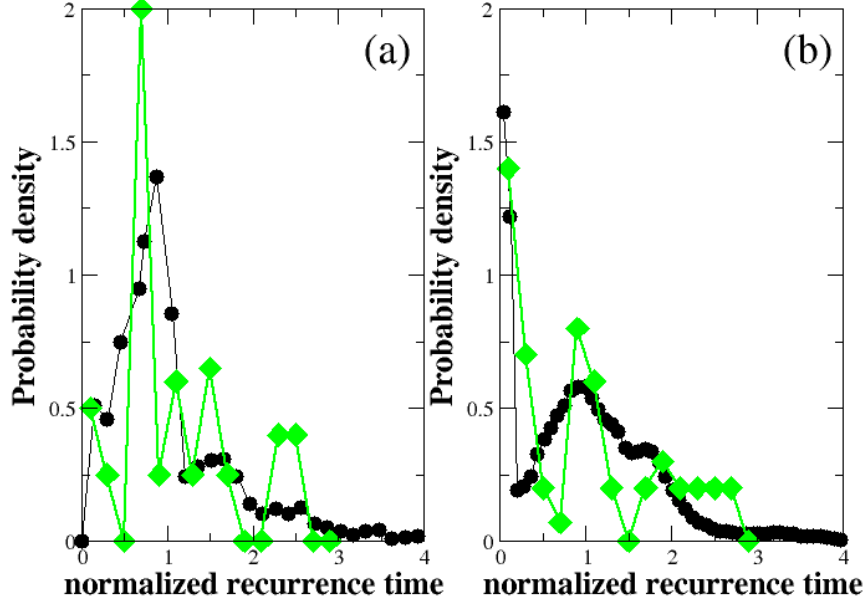 (a)
Probability density
2
1.5
1
0.5
0
0 1 2 3 4
normalized recurrence time
(b)
Probability density
2
1.5
1
0.5
0
0 1 2 3 4
normalized recurrence time